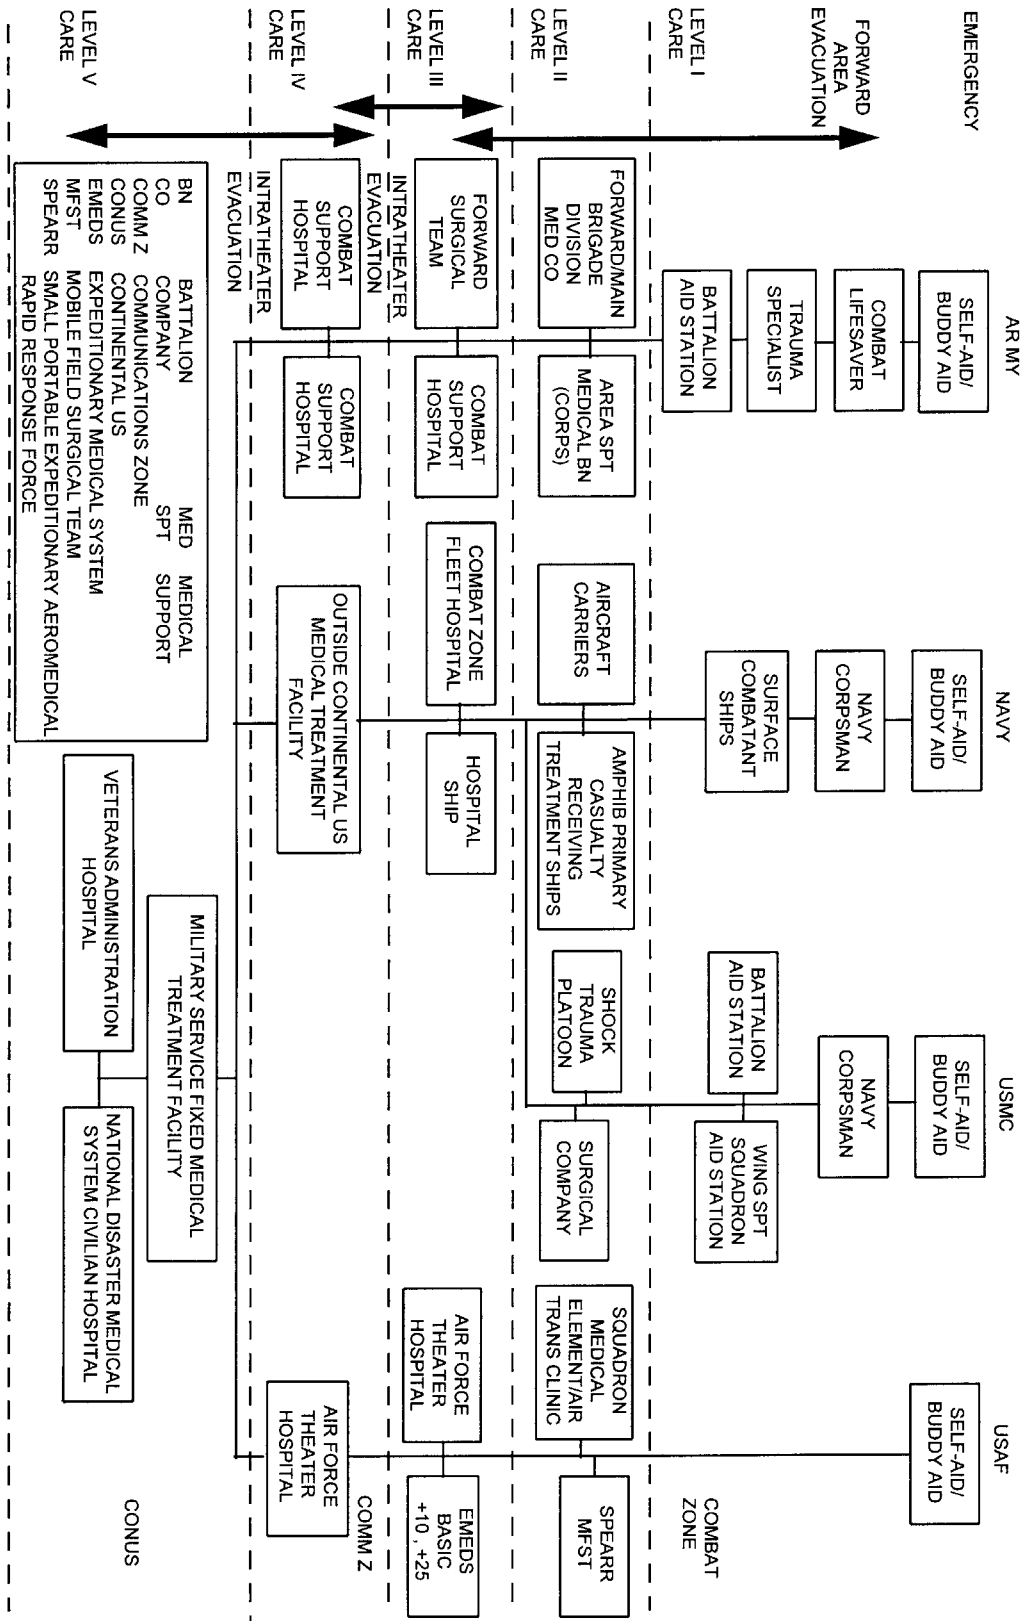 ARMY
NAVY
USMC
USAF
EMERGENCY
SELF-AID/
BUDDY AID
SELF-AID/
BUDDY AID
SELF-AID/
BUDDY AID
SELF-AID/
BUDDY AID
FORWARD
AREA
EVACUATION
COMBAT
LIFESAVER
NAVY
CORPSMAN
NAVY
CORPSMAN
TRAUMA
SPECIALIST
LEVEL I
CARE
BATTALION
AID STATION
SURFACE
COMBATANT
SHIPS
BATTALION
AID STATION
WING SPT
SQUADRON
AID STATION
COMBAT
ZONE
LEVEL II
CARE
FORWARD/MAIN
BRIGADE
DIVISION
MED CO
AREA SPT
MEDICAL BN
(CORPS)
AIRCRAFT
CARRIERS
AMPHIB PRIMARY
CASUALTY
RECEIVING
TREATMENT SHIPS
SHOCK
TRAUMA
PLATOON
SURGICAL
COMPANY
SQUADRON
MEDICAL
ELEMENT/AIR
TRANS CLINIC
SPEARR
MFST
LEVEL III
CARE
FORWARD
SURGICAL
TEAM
COMBAT
SUPPORT
HOSPITAL
COMBAT ZONE
FLEET HOSPITAL
HOSPITAL
SHIP
AIR FORCE
THEATER
HOSPITAL
EMEDS
BASIC
+10, +25
INTRATHEATER
EVACUATION
LEVEL IV
CARE
COMBAT
SUPPORT
HOSPITAL
COMBAT
SUPPORT
HOSPITAL
OUTSIDE CONTINENTAL US
MEDICAL TREATMENT
FACILITY
AIR FORCE
THEATER
HOSPITAL
COMM Z
INTRATHEATER
EVACUATION
LEVEL V
CARE
BN BATTALION MED MEDICAL
CO COMPANY SPT SUPPORT
COMM Z COMMUNICATIONS ZONE
CONUS CONTINENTAL US
EMEDS EXPEDITIONARY MEDICAL SYSTEM
MFST MOBILE FIELD SURGICAL TEAM
SPEARR SMALL PORTABLE EXPEDITIONARY AEROMEDICAL
RAPID RESPONSE FORCE
MILITARY SERVICE FIXED MEDICAL
TREATMENT FACILITY
VETERANS ADMINISTRATION
HOSPITAL
NATIONAL DISASTER MEDICAL
SYSTEM CIVILIAN HOSPITAL
CONUS